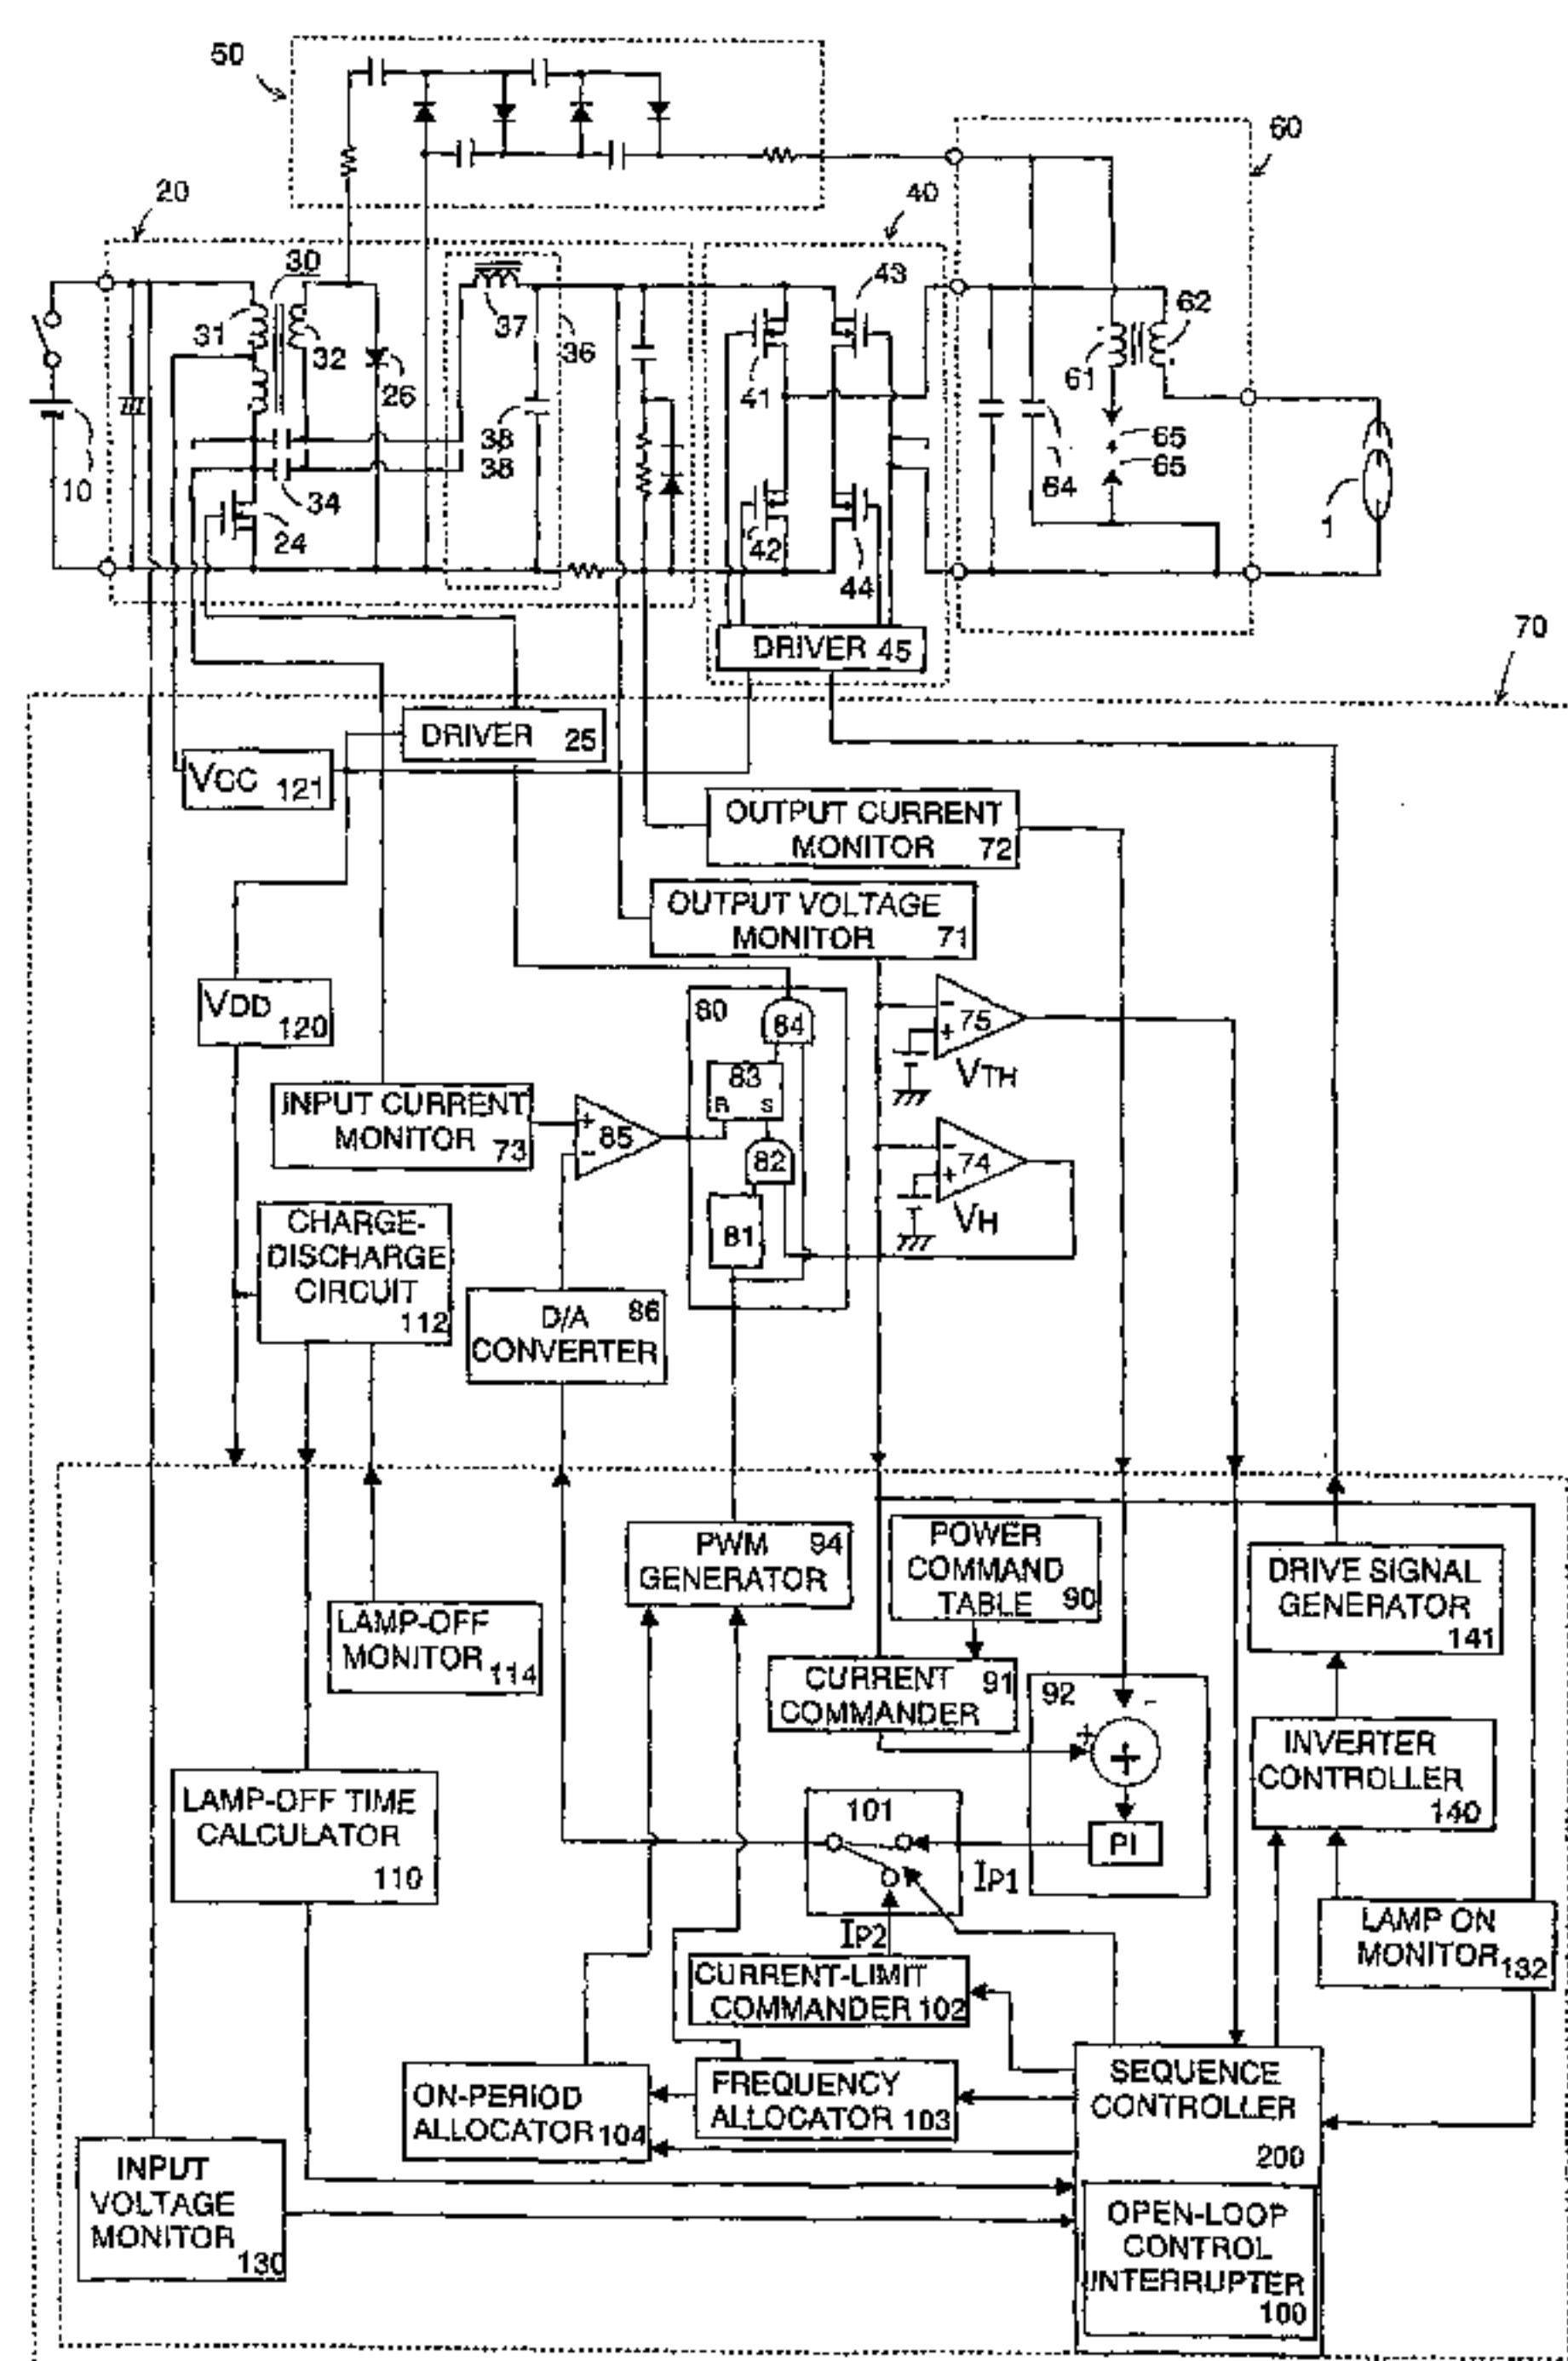 50
60
20
40
30
43
31
32
37
36
62
26
41
61
38
38
65
65
64
10
34
24
42
44
1
DRIVER 45
70
DRIVER 25
VCC 121
OUTPUT CURRENT
MONITOR 72
OUTPUT VOLTAGE
MONITOR 71
VDD
120
80
84
- 75
+
VTH
83
R S
INPUT CURRENT
MONITOR 73
+
85
-
82
- 74
+
VH
81
CHARGE-
DISCHARGE
CIRCUIT
112
D/A 86
CONVERTER
PWM 94
GENERATOR
POWER
COMMAND
TABLE 90
DRIVE SIGNAL
GENERATOR
141
LAMP-OFF
MONITOR 114
CURRENT 91
COMMANDER
92
-
+
+
INVERTER
CONTROLLER
140
LAMP-OFF TIME
CALCULATOR
110
101
PI
IP1
IP2
LAMP ON
MONITOR 132
CURRENT-LIMIT
COMMANDER 102
SEQUENCE
CONTROLLER
200
ON-PERIOD
ALLOCATOR 104
FREQUENCY
ALLOCATOR 103
INPUT
VOLTAGE
MONITOR
130
OPEN-LOOP
CONTROL
INTERRUPTER
100